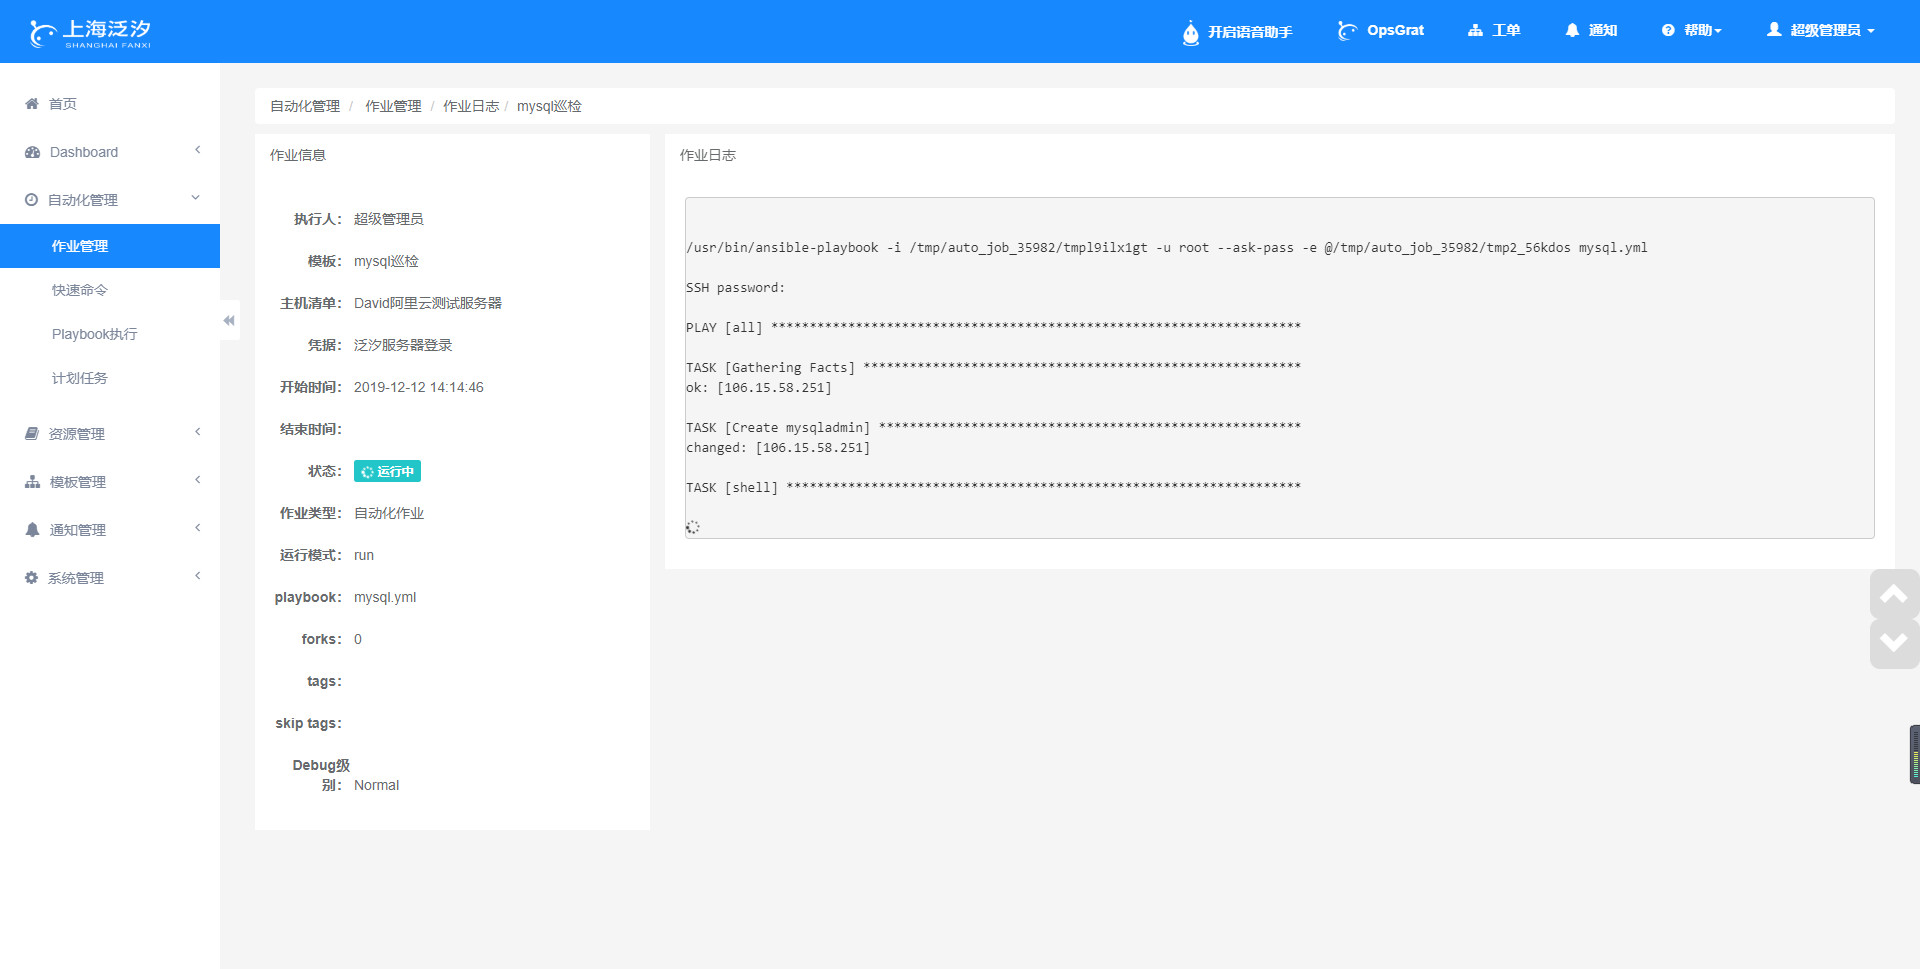 上海泛汐
SHANGHAI FANXI
开启语音助手
OpsGrat
工单
通知
帮助
超级管理员
首页
Dashboard
自动化管理
作业管理
快速命令
Playbook执行
计划任务
资源管理
模板管理
通知管理
系统管理
自动化管理 / 作业管理 / 作业日志 / mysql巡检
作业信息
执行人： 超级管理员
模板： mysql巡检
主机清单： David阿里云测试服务器
凭据： 泛汐服务器登录
开始时间： 2019-12-12 14:14:46
结束时间：
状态： 运行中
作业类型： 自动化作业
运行模式： run
playbook： mysql.yml
forks： 0
tags：
skip tags：
Debug级
别： Normal
作业日志
/usr/bin/ansible-playbook -i /tmp/auto_job_35982/tmpl9ilx1gt -u root --ask-pass -e @/tmp/auto_job_35982/tmp2_56kdos mysql.yml
SSH password:
PLAY [all] *********************************************************************
TASK [Gathering Facts] *********************************************************
ok: [106.15.58.251]
TASK [Create mysqladmin] *******************************************************
changed: [106.15.58.251]
TASK [shell] *******************************************************************